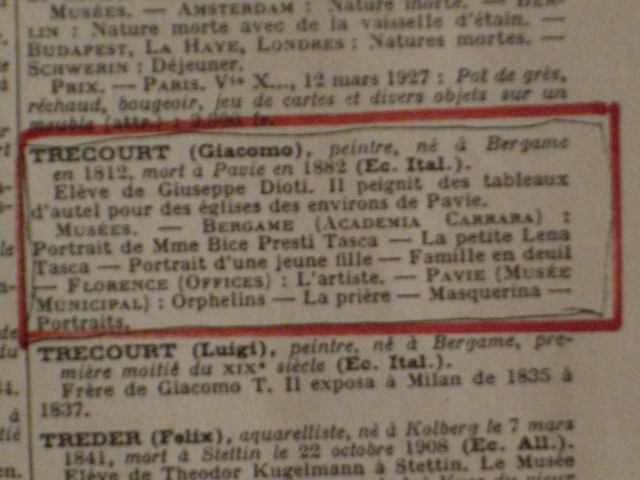 MUSÉES. — AMSTERDAM : Nature morte. — BER-
LIN : Nature morte avec de la vaisselle d'étain. —
BUDAPEST, LA HAYE, LONDRES : Natures mortes. —
SCHWERIN : Déjeuner.
PRIX. — PARIS. Vte X..., 12 mars 1927 : Pot de grès,
réchaud, bougeoir, jeu de cartes et divers objets sur un
meuble
TRECOURT (Giacomo), peintre, né à Bergame
en 1812, mort à Pavie en 1882 (Ec. Ital.).
Elève de Giuseppe Dioti. Il peignit des tableaux
d'autel pour des églises des environs de Pavie.
MUSÉES. — BERGAME (ACADEMIA CARRARA) :
Portrait de Mme Bice Presti Tasca — La petite Lena
Tasca — Portrait d'une jeune fille — Famille en deuil
— FLORENCE (OFFICES) : L'artiste. — PAVIE (MUSÉE
MUNICIPAL) : Orphelins — La prière — Masquerina —
Portraits.
TRECOURT (Luigi), peintre, né à Bergame, pre-
mière moitié du XIXe siècle (Ec. Ital.).
Frère de Giacomo T. Il exposa à Milan de 1835 à
1837.
TREDER (Felix), aquarelliste, né à Kolberg le 7 mars
1841, mort à Stettin le 22 octobre 1908 (Ec. All.).
Elève de Theodor Kugelmann à Stettin. Le Musée